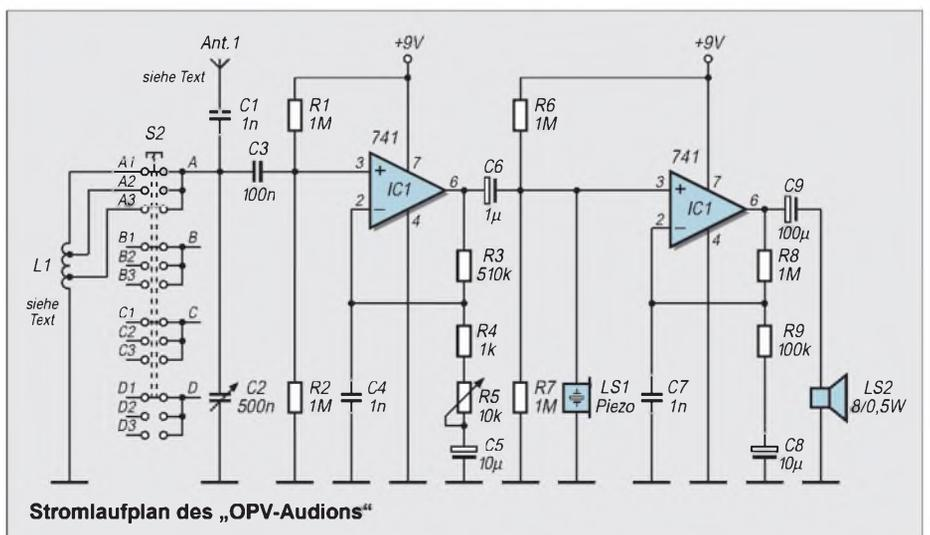 Ant.1
+9V
+9V
siehe Text
C1
1n
R1
1M
R6
1M
S2
C3
100n
741
741
A1
A
A2
A3
3
+
7
IC1
6
2
−
4
C6
1µ
3
+
7
IC1
6
2
−
4
C9
100µ
B1
B
B2
B3
L1
siehe
Text
R3
510k
R8
1M
C1
C
C2
C3
R4
1k
R9
100k
D1
D
D2
D3
C2
500n
R2
1M
C4
1n
R5
10k
R7
1M
LS1
Piezo
C7
1n
LS2
8/0,5W
C5
10µ
C8
10µ
Stromlaufplan des „OPV-Audions“